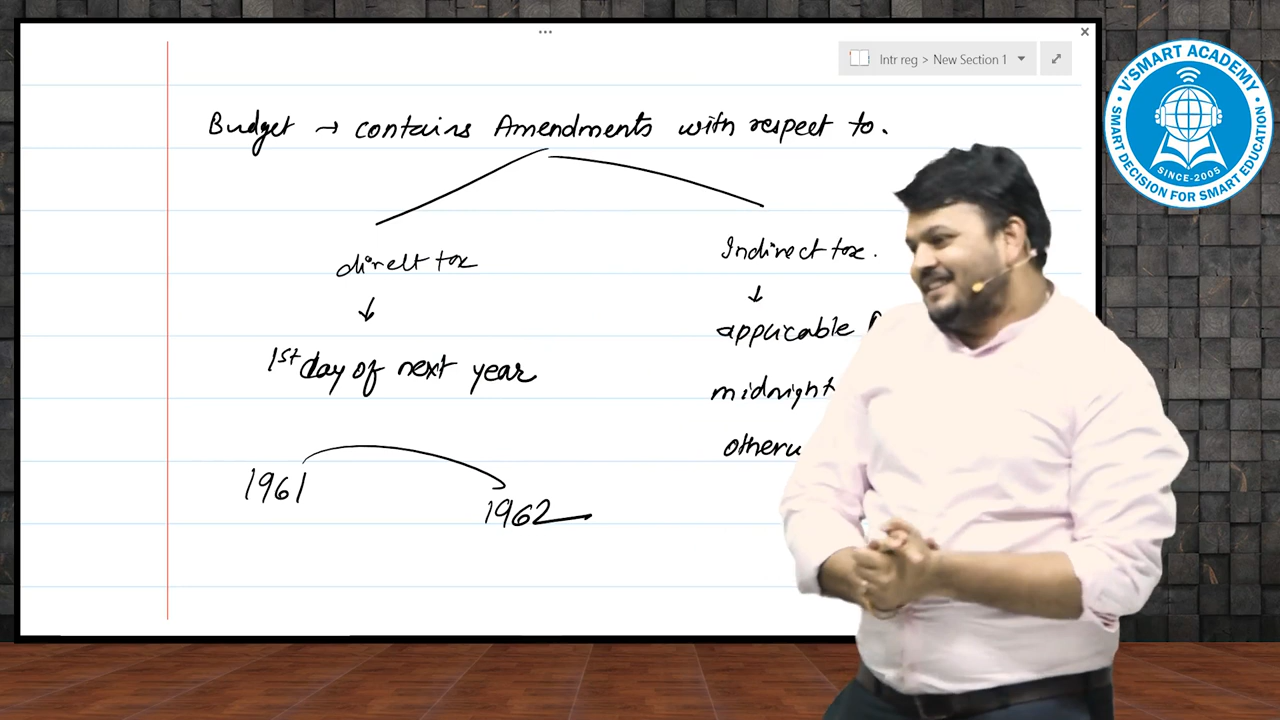 Intr reg > New Section 1
V'SMART ACADEMY
SINCE-2005
SMART DECISION FOR SMART EDUCATION
Budget → contains Amendments with respect to.
direct tax
Indirect tax.
↓
↓
1st day of next year
applicable
midnight
1961
1962